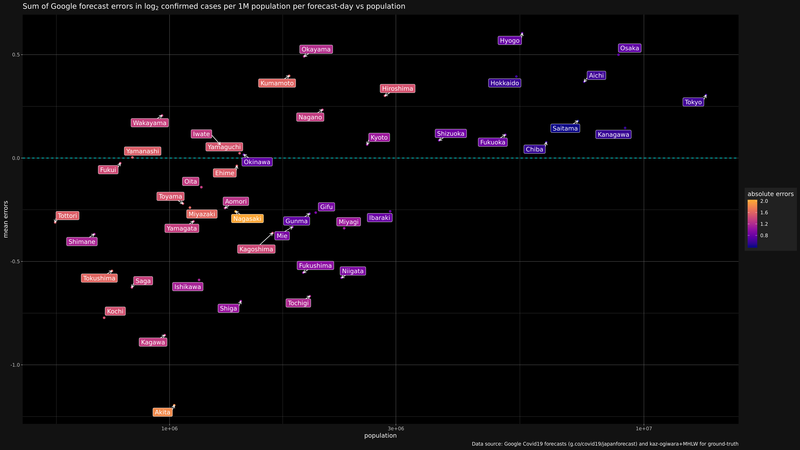 Sum of Google forecast errors in log₂ confirmed cases per 1M population per forecast-day vs population
Hyogo
Osaka
Okayama
0.5
Aichi
Kumamoto
Hokkaido
Hiroshima
Tokyo
Nagano
Wakayama
Saitama
Iwate
Shizuoka
Kanagawa
Kyoto
Fukuoka
Yamaguchi
Chiba
Yamanashi
0.0
Okinawa
Fukui
Ehime
Oita
Toyama
absolute errors
Aomori
2.0
Gifu
1.6
Tottori
Miyazaki
Nagasaki
Ibaraki
1.2
Gunma
Miyagi
Yamagata
0.8
mean errors
Mie
Shimane
Kagoshima
-0.5
Fukushima
Niigata
Tokushima
Saga
Ishikawa
Tochigi
Shiga
Kochi
Kagawa
-1.0
Akita
1e+06
3e+06
1e+07
population
Data source: Google Covid19 forecasts (g.co/covid19/japanforecast) and kaz-ogiwara+MHLW for ground-truth